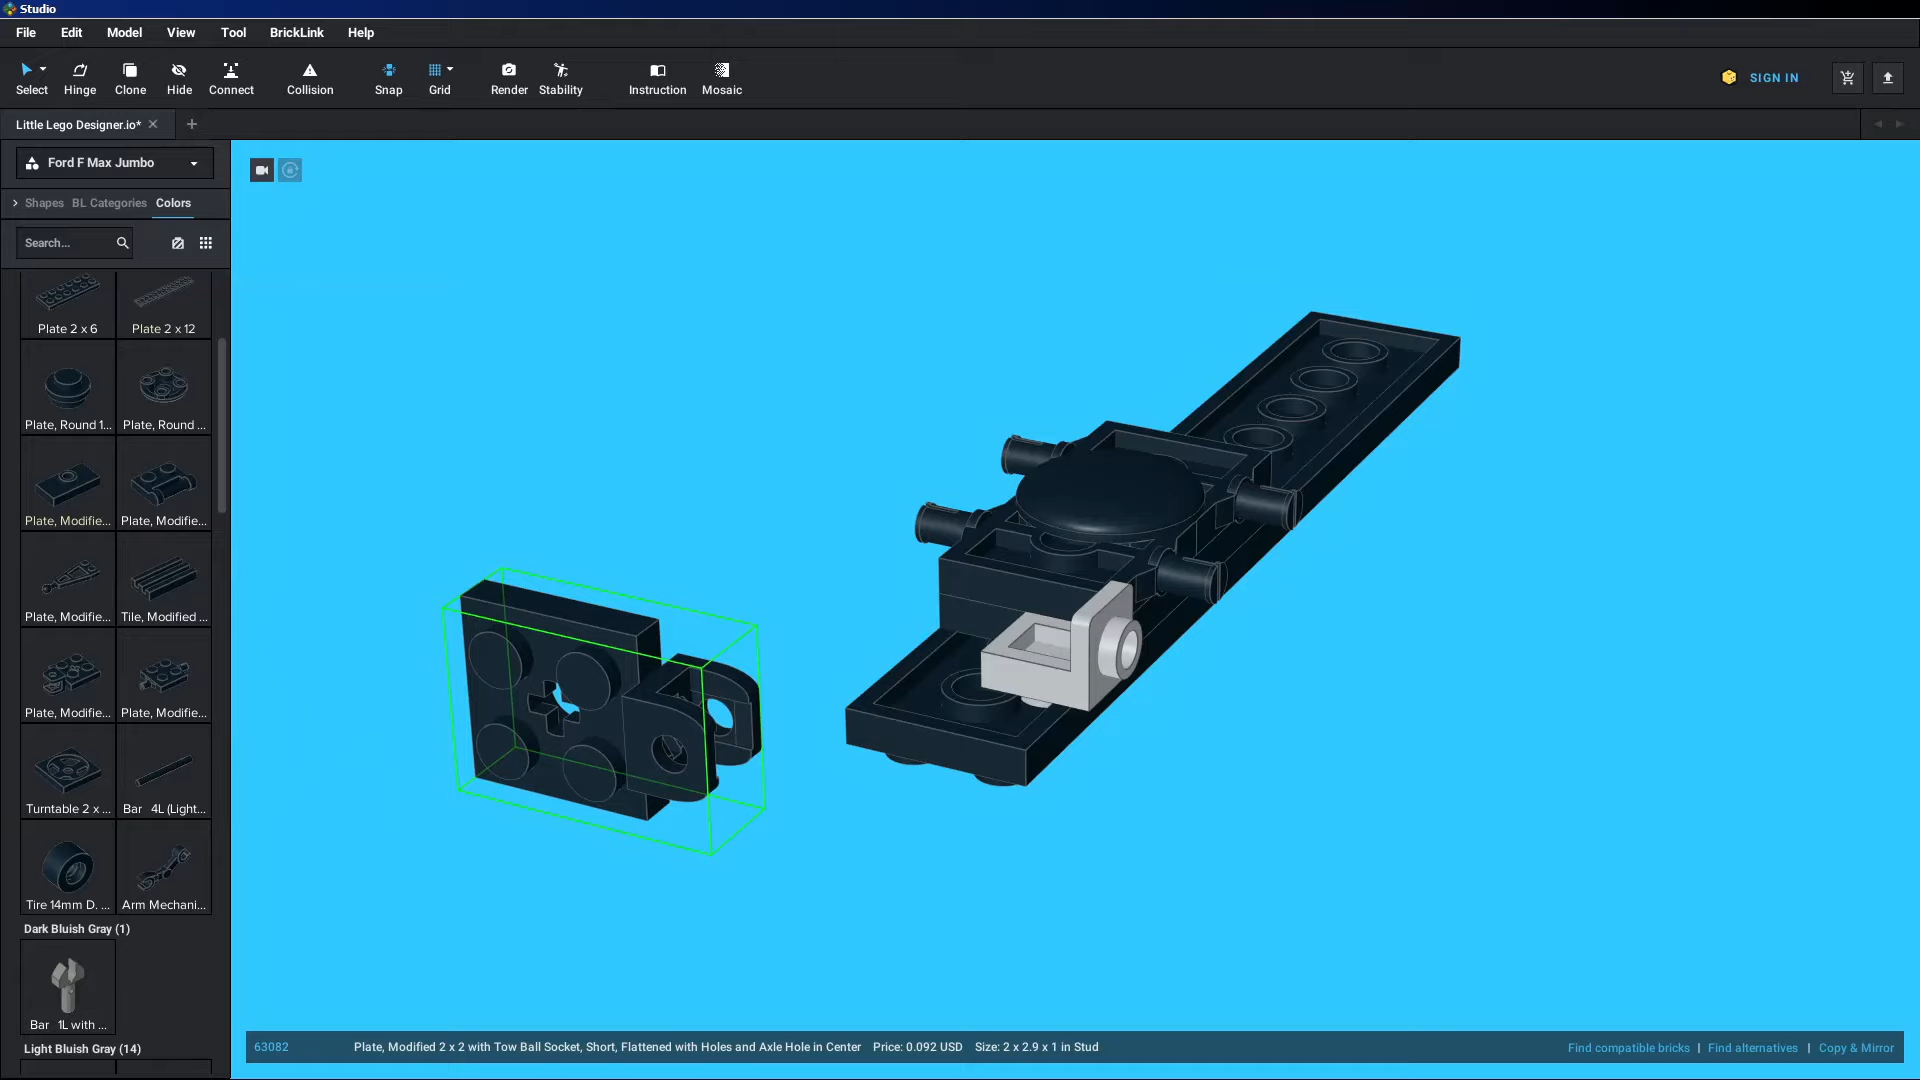 Studio
File Edit Model View Tool BrickLink Help
Select Hinge Clone Hide Connect Collision Snap Grid Render Stability Instruction Mosaic SIGN IN
Little Lego Designer.io*
Ford F Max Jumbo
Shapes BL Categories Colors
Search...
Plate 2 x 6 Plate 2 x 12
Plate, Round 1... Plate, Round ...
Plate, Modifie... Plate, Modifie...
Plate, Modifie... Tile, Modified ...
Plate, Modifie... Plate, Modifie...
Turntable 2 x ... Bar 4L (Light...
Tire 14mm D. ... Arm Mechani...
Dark Bluish Gray (1)
Bar 1L with ...
Light Bluish Gray (14)
63082 Plate, Modified 2 x 2 with Tow Ball Socket, Short, Flattened with Holes and Axle Hole in Center Price: 0.092 USD Size: 2 x 2.9 x 1 in Stud Find compatible bricks | Find alternatives | Copy & Mirror